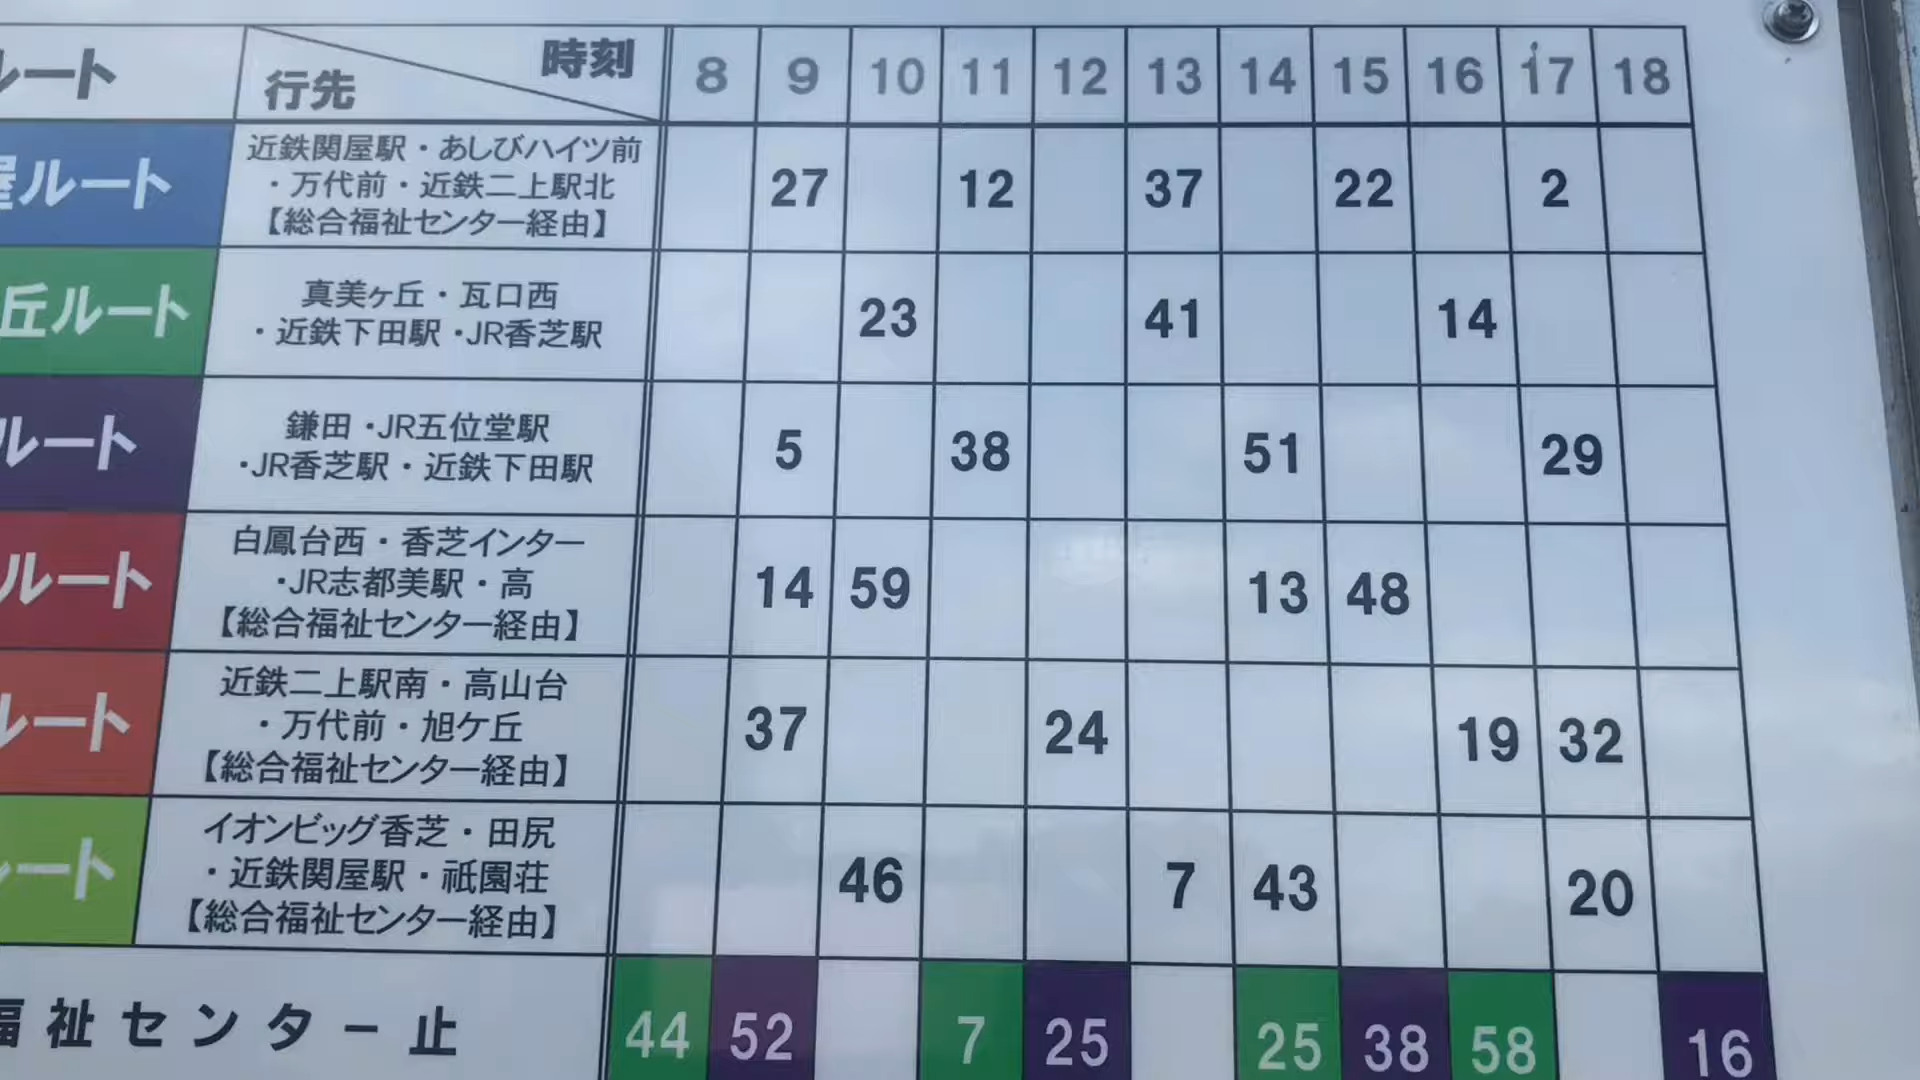 ルート 行先 時刻 8 9 10 11 12 13 14 15 16 17 18
屋ルート 近鉄関屋駅・あしびハイツ前
・万代前・近鉄二上駅北
【総合福祉センター経由】 27 12 37 22 2
丘ルート 真美ヶ丘・瓦口西
・近鉄下田駅・JR香芝駅 23 41 14
ルート 鎌田・JR五位堂駅
・JR香芝駅・近鉄下田駅 5 38 51 29
ルート 白鳳台西・香芝インター
・JR志都美駅・高
【総合福祉センター経由】 14 59 13 48
ルート 近鉄二上駅南・高山台
・万代前・旭ケ丘
【総合福祉センター経由】 37 24 19 32
ルート イオンビッグ香芝・田尻
・近鉄関屋駅・祇園荘
【総合福祉センター経由】 46 7 43 20
福祉センター止 44 52 7 25 25 38 58 16